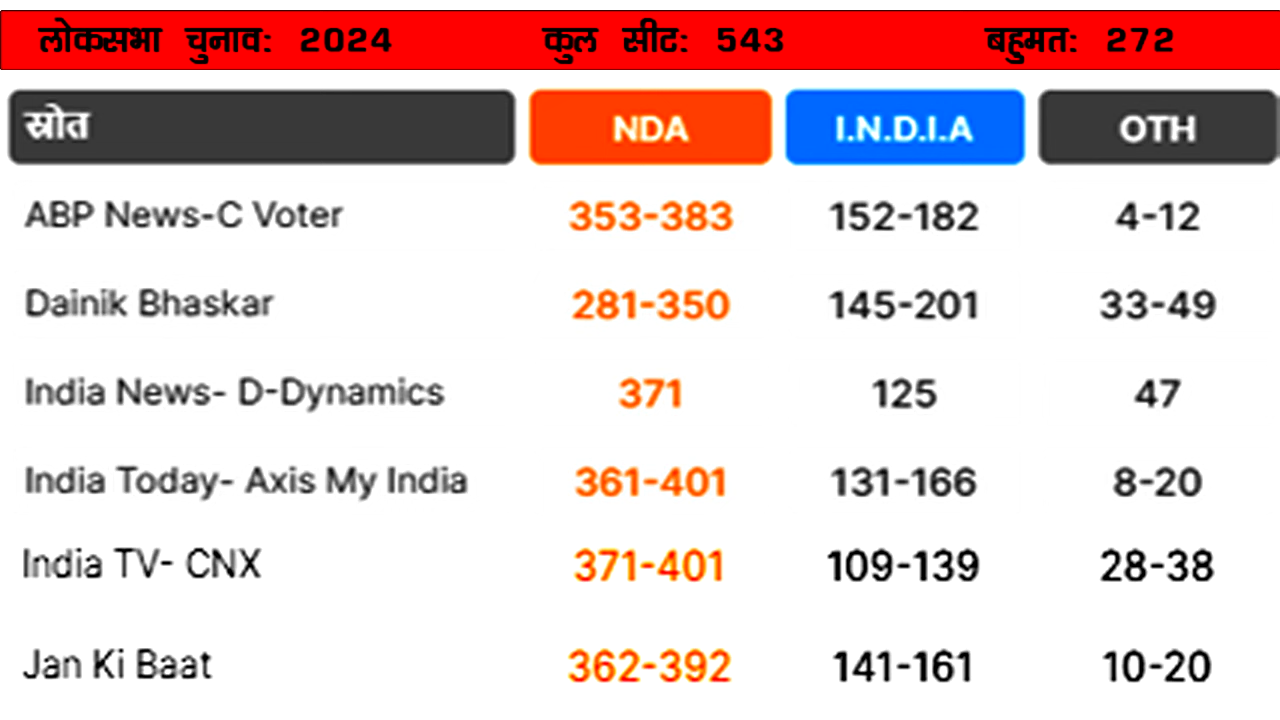 लोकसभा चुनाव: 2024 कुल सीट: 543 बहुमत: 272
स्रोत NDA I.N.D.I.A OTH
ABP News-C Voter 353-383 152-182 4-12
Dainik Bhaskar 281-350 145-201 33-49
India News- D-Dynamics 371 125 47
India Today- Axis My India 361-401 131-166 8-20
India TV- CNX 371-401 109-139 28-38
Jan Ki Baat 362-392 141-161 10-20